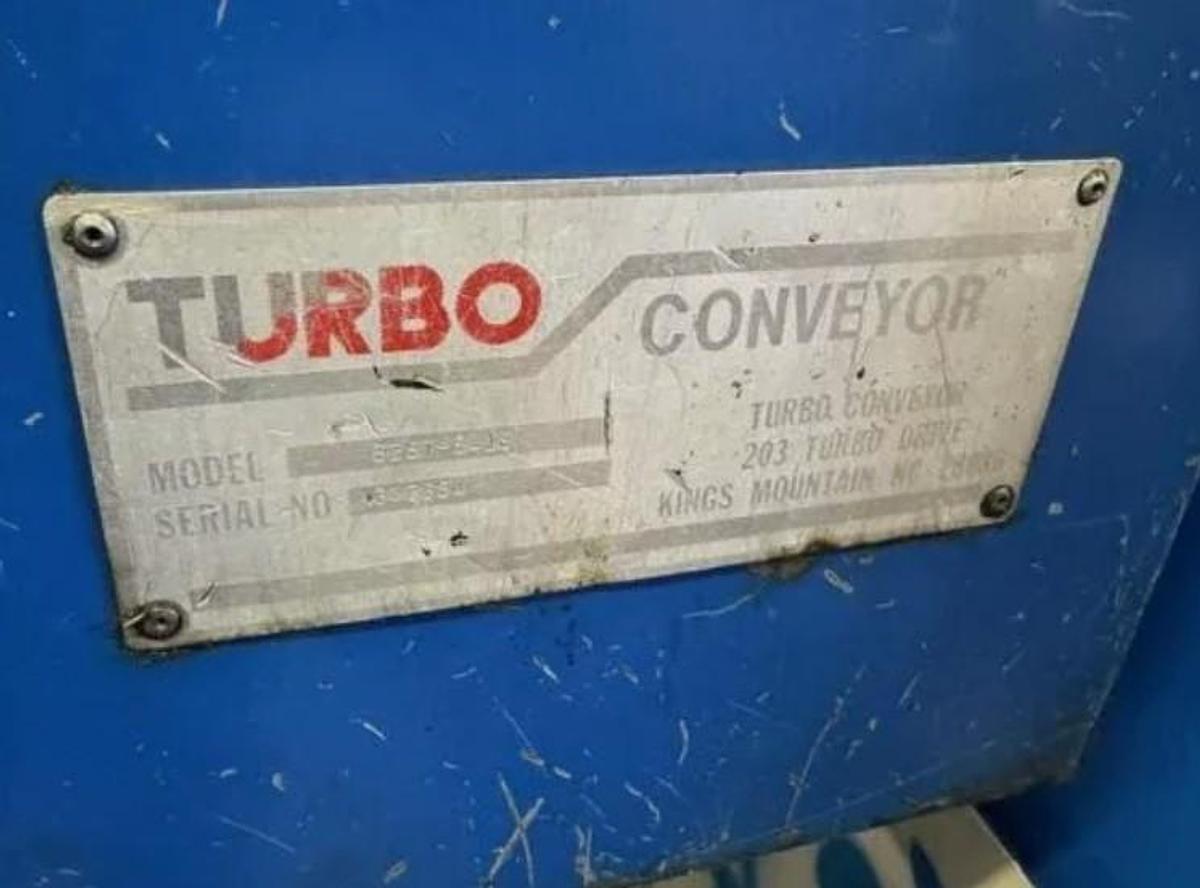 TURBO CONVEYOR
TURBO CONVEYOR
203 TURBO DRIVE
KINGS MOUNTAIN NC
MODEL
SERIAL NO